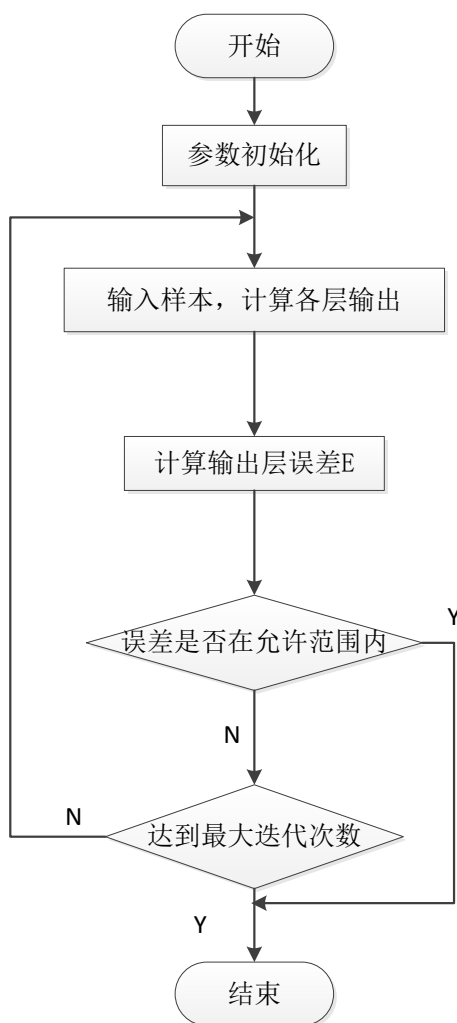 开始
参数初始化
输入样本，计算各层输出
计算输出层误差E
误差是否在允许范围内
Y
N
达到最大迭代次数
N
Y
结束